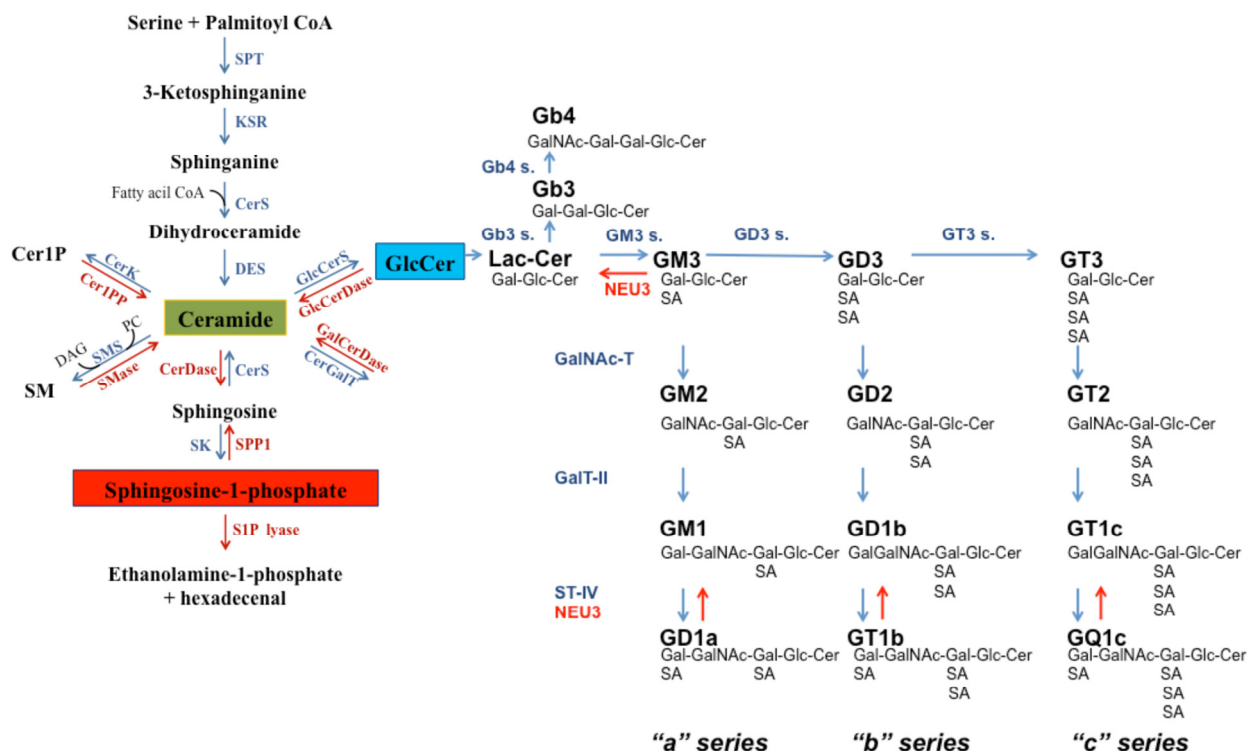 Serine + Palmitoyl CoA
SPT
3-Ketosphinganine
KSR
Sphinganine
Fatty acil CoA
CerS
Dihydroceramide
DES
Cer1P
CerK
Cer1PP
GlcCerS
GlcCerDase
GlcCer
Ceramide
PC
DAG
SMS
SMase
SM
CerDase
CerS
GalCerDase
CerGalT
Sphingosine
SK
SPP1
Sphingosine-1-phosphate
S1P lyase
Ethanolamine-1-phosphate
+ hexadecenal
Gb4
GalNAc-Gal-Gal-Glc-Cer
Gb4 s.
Gb3
Gal-Gal-Glc-Cer
Gb3 s.
GM3 s.
GD3 s.
GT3 s.
Lac-Cer
Gal-Glc-Cer
NEU3
GM3
Gal-Glc-Cer
SA
GD3
Gal-Glc-Cer
SA
SA
GT3
Gal-Glc-Cer
SA
SA
SA
GalNAc-T
GM2
GalNAc-Gal-Glc-Cer
SA
GD2
GalNAc-Gal-Glc-Cer
SA
SA
GT2
GalNAc-Gal-Glc-Cer
SA
SA
SA
GalT-II
GM1
Gal-GalNAc-Gal-Glc-Cer
SA
GD1b
GalGalNAc-Gal-Glc-Cer
SA
SA
GT1c
GalGalNAc-Gal-Glc-Cer
SA
SA
SA
ST-IV
NEU3
GD1a
Gal-GalNAc-Gal-Glc-Cer
SA SA
GT1b
Gal-GalNAc-Gal-Glc-Cer
SA SA
SA
GQ1c
Gal-GalNAc-Gal-Glc-Cer
SA SA
SA
SA
“a” series
“b” series
“c” series